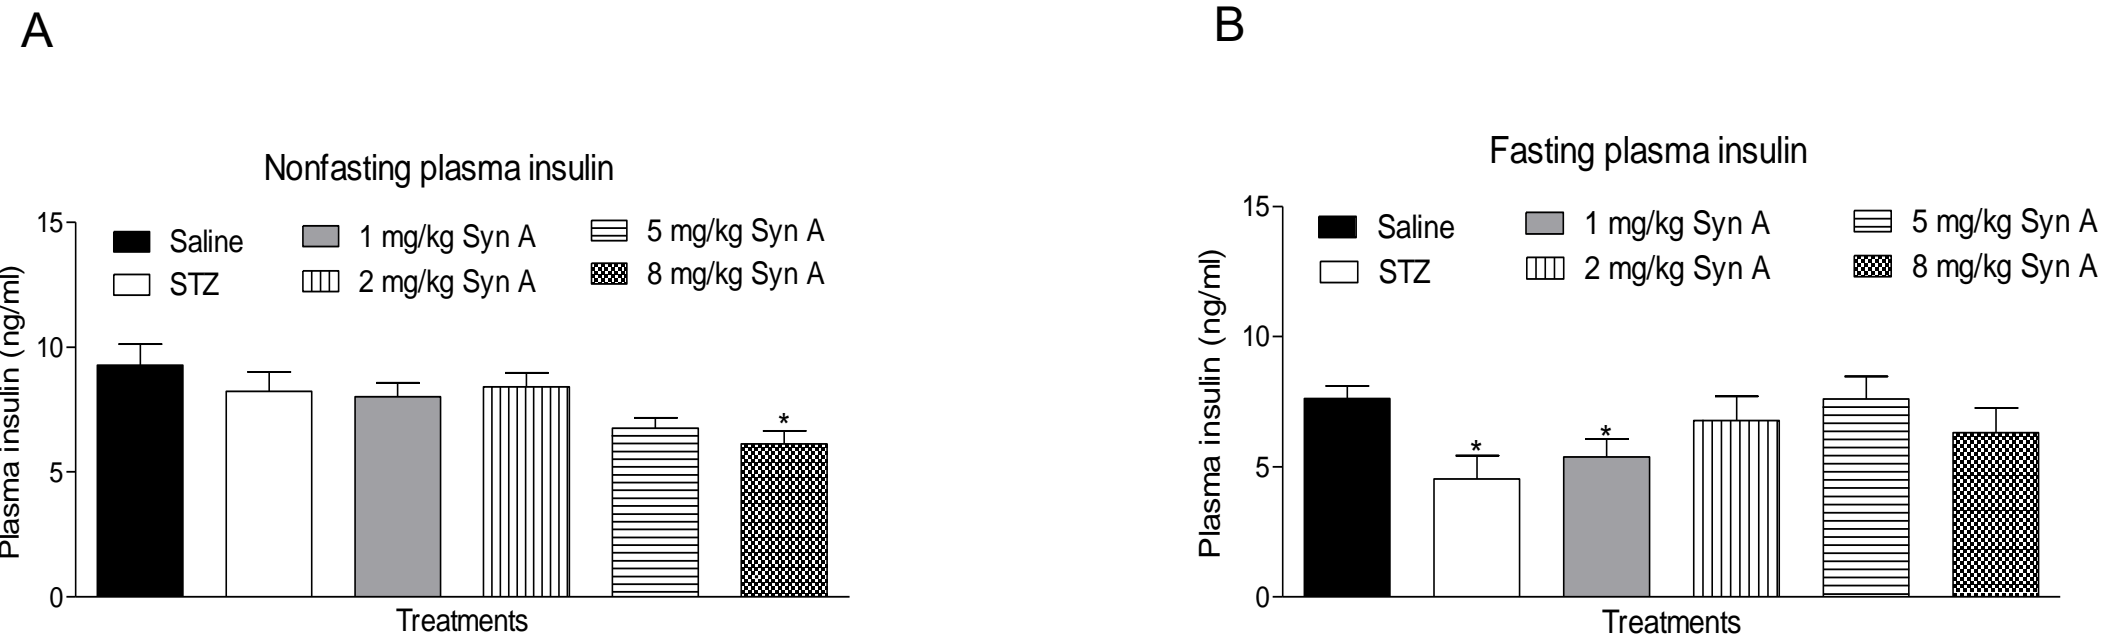 A
Nonfasting plasma insulin
Plasma insulin (ng/ml)
15
10
5
0
Saline
STZ
1 mg/kg Syn A
2 mg/kg Syn A
5 mg/kg Syn A
8 mg/kg Syn A
*
Treatments
B
Fasting plasma insulin
Plasma insulin (ng/ml)
15
10
5
0
Saline
STZ
1 mg/kg Syn A
2 mg/kg Syn A
5 mg/kg Syn A
8 mg/kg Syn A
*
*
Treatments